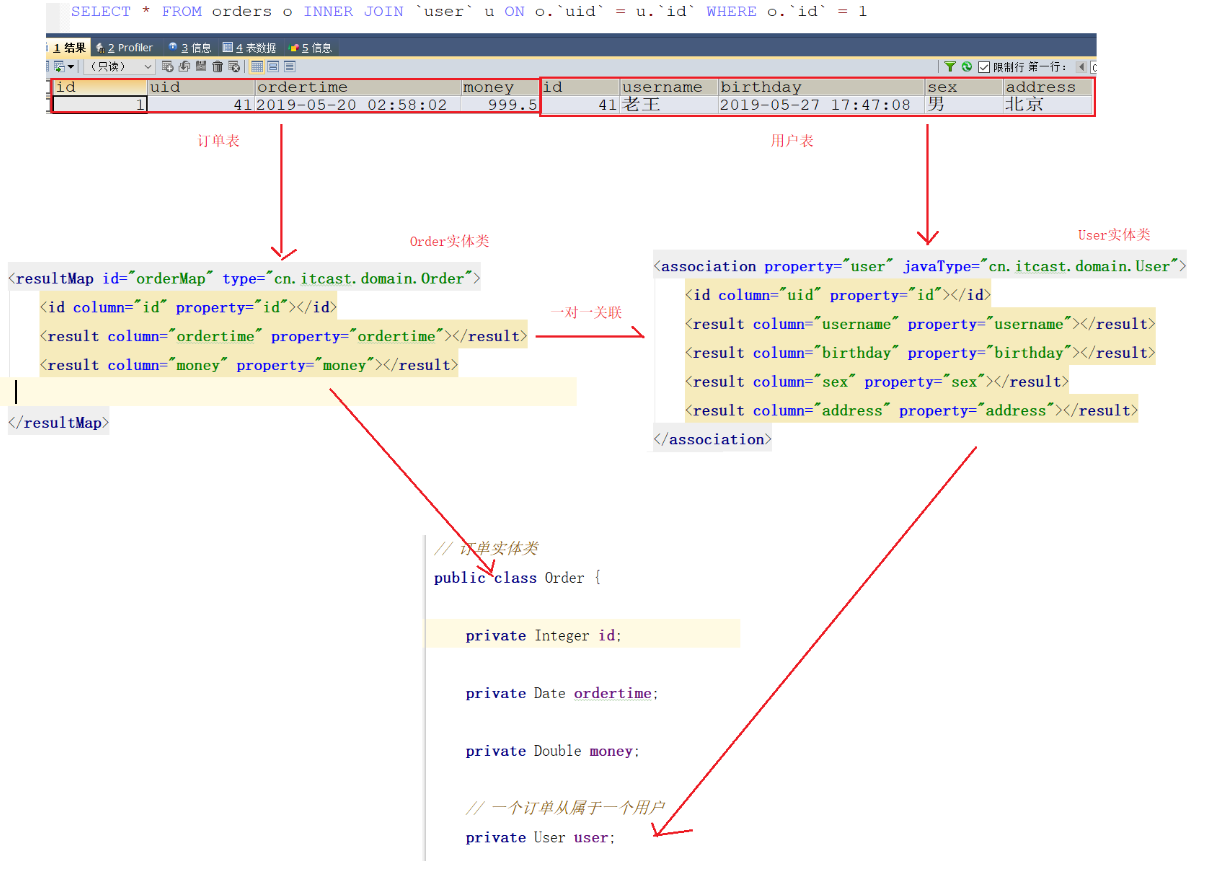 SELECT * FROM orders o INNER JOIN `user` u ON o.`uid` = u.`id` WHERE o.`id` = 1
1 结果 2 Profiler 3 信息 4 表数据 5 信息
（只读） 限制行 第一行：
id uid ordertime money id username birthday sex address
1 41 2019-05-20 02:58:02 999.5 41 老王 2019-05-27 17:47:08 男 北京
订单表 用户表
Order实体类 User实体类
<resultMap id="orderMap" type="cn.itcast.domain.Order">
<id column="id" property="id"></id>
<result column="ordertime" property="ordertime"></result>
<result column="money" property="money"></result>
</resultMap>
一对一关联
<association property="user" javaType="cn.itcast.domain.User">
<id column="uid" property="id"></id>
<result column="username" property="username"></result>
<result column="birthday" property="birthday"></result>
<result column="sex" property="sex"></result>
<result column="address" property="address"></result>
</association>
// 订单实体类
public class Order {
private Integer id;
private Date ordertime;
private Double money;
// 一个订单从属于一个用户
private User user;